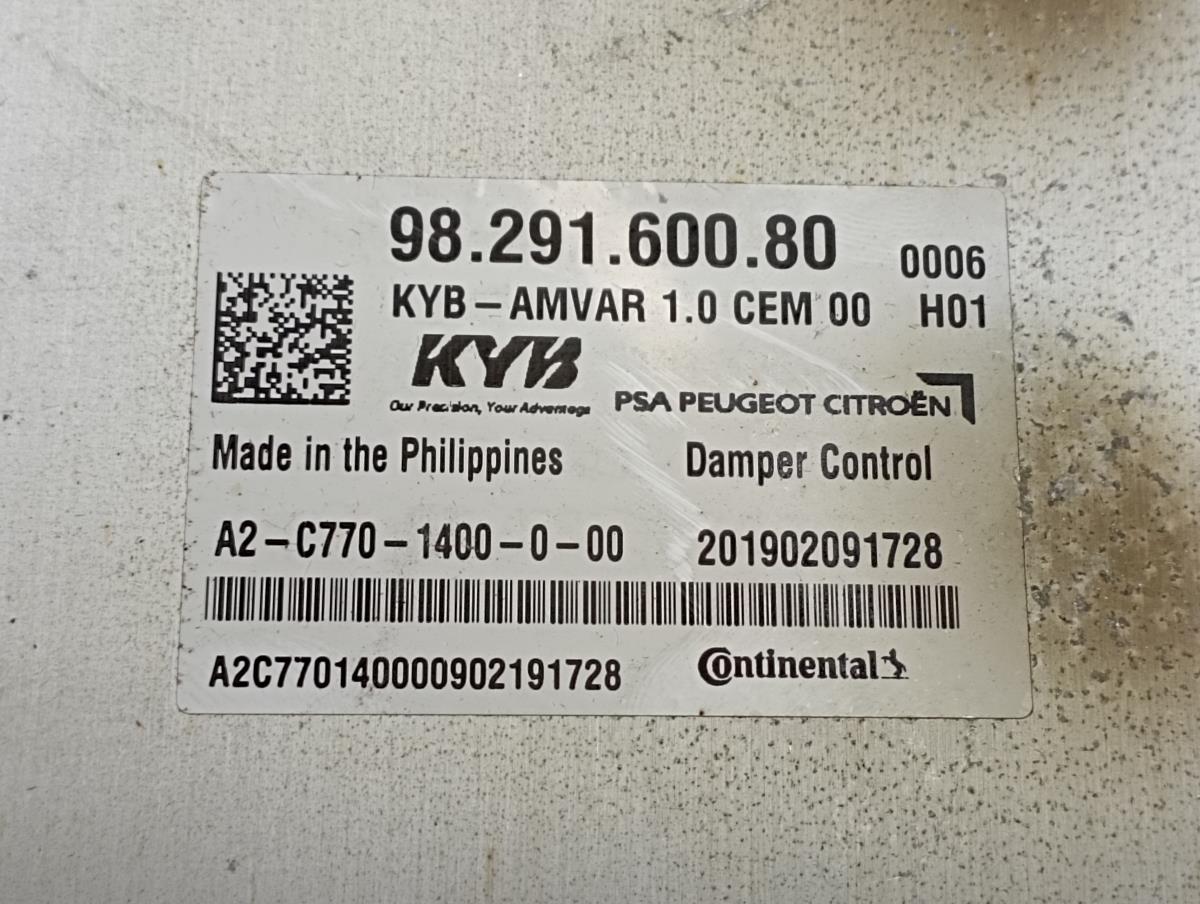 98.291.600.80 0006
KYB-AMVAR 1.0 CEM 00 H01
KYB
Our Precision, Your Advantage
PSA PEUGEOT CITROËN
Made in the Philippines Damper Control
A2-C770-1400-0-00 201902091728
A2C7701400000902191728 Continental